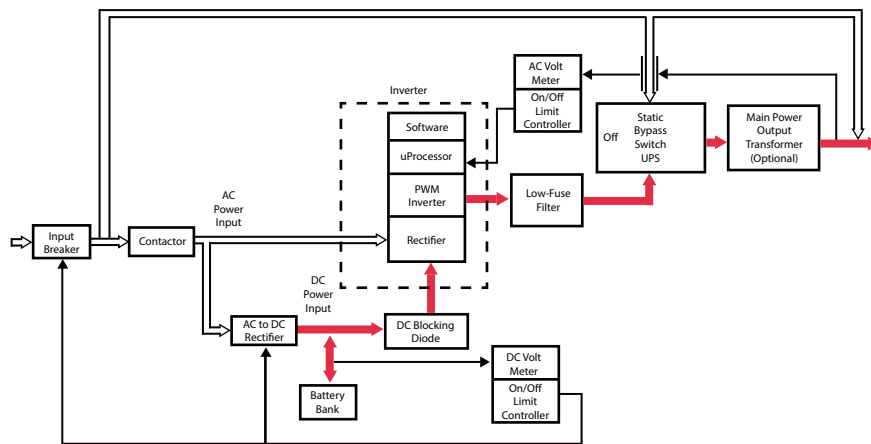 AC Volt
Meter
On/Off
Limit
Controller
Inverter
Software
uProcessor
PWM
Inverter
Rectifier
Off
Static
Bypass
Switch
UPS
Main Power
Output
Transformer
(Optional)
Low-Fuse
Filter
AC
Power
Input
Input
Breaker
Contactor
DC
Power
Input
AC to DC
Rectifier
DC Blocking
Diode
Battery
Bank
DC Volt
Meter
On/Off
Limit
Controller